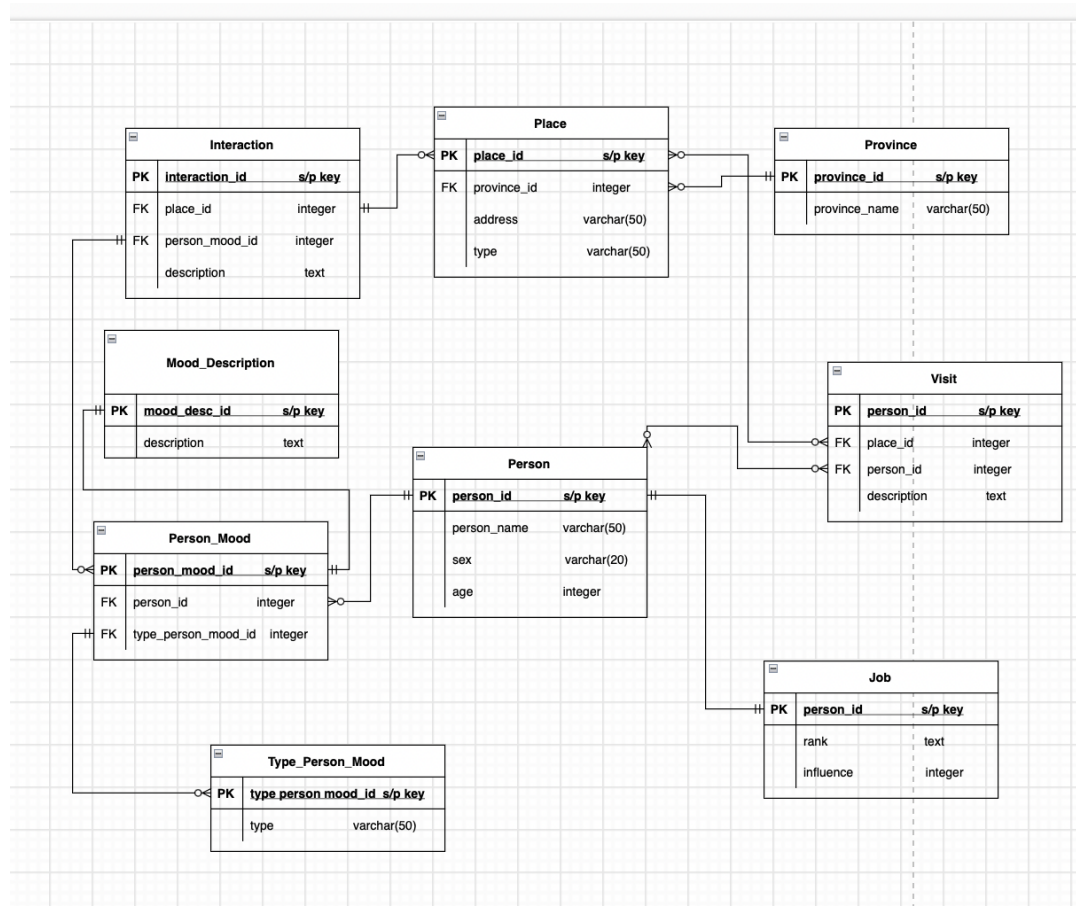 Interaction
PK interaction_id s/p key
FK place_id integer
FK person_mood_id integer
description text
Place
PK place_id s/p key
FK province_id integer
address varchar(50)
type varchar(50)
Province
PK province_id s/p key
province_name varchar(50)
Mood_Description
PK mood_desc_id s/p key
description text
Visit
PK person_id s/p key
FK place_id integer
FK person_id integer
description text
Person
PK person_id s/p key
person_name varchar(50)
sex varchar(20)
age integer
Person_Mood
PK person_mood_id s/p key
FK person_id integer
FK type_person_mood_id integer
Job
PK person_id s/p key
rank text
influence integer
Type_Person_Mood
PK type person mood_id s/p key
type varchar(50)